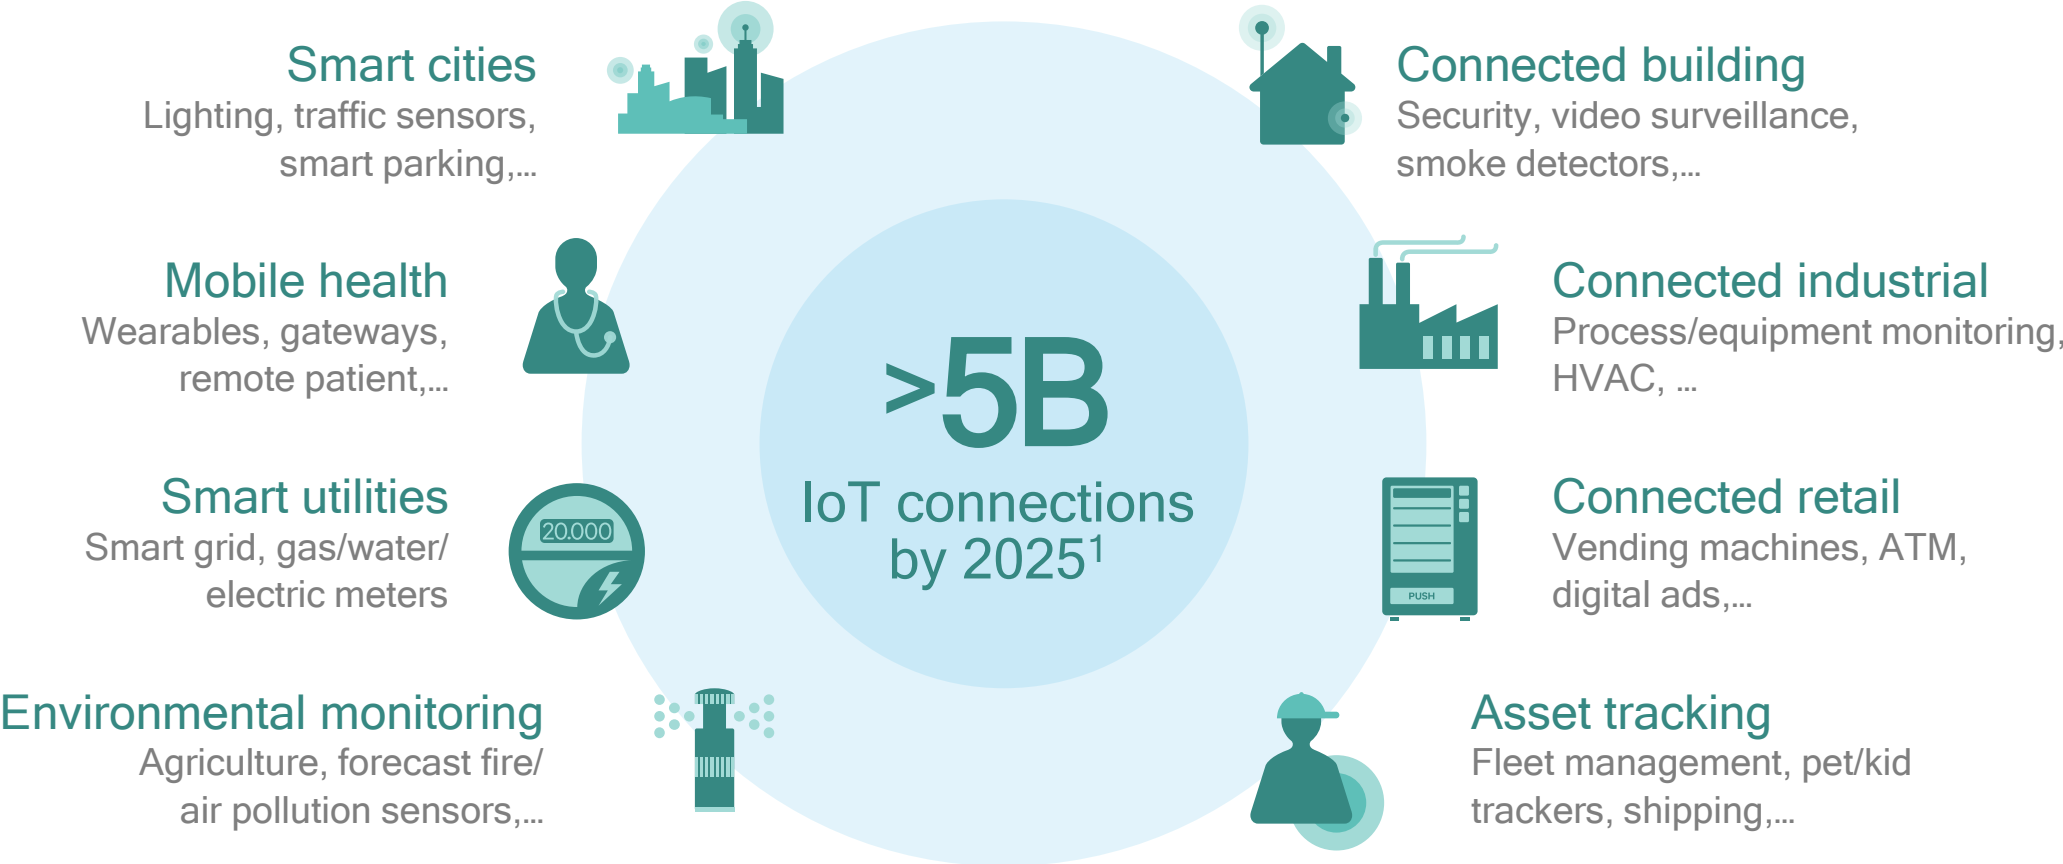 Smart cities
Lighting, traffic sensors,
smart parking,...
Mobile health
Wearables, gateways,
remote patient,...
Smart utilities
Smart grid, gas/water/
electric meters
20.000
Environmental monitoring
Agriculture, forecast fire/
air pollution sensors,...
>5B
IoT connections
by 2025¹
Connected building
Security, video surveillance,
smoke detectors,...
Connected industrial
Process/equipment monitoring,
HVAC, ...
Connected retail
Vending machines, ATM,
digital ads,...
PUSH
Asset tracking
Fleet management, pet/kid
trackers, shipping,...